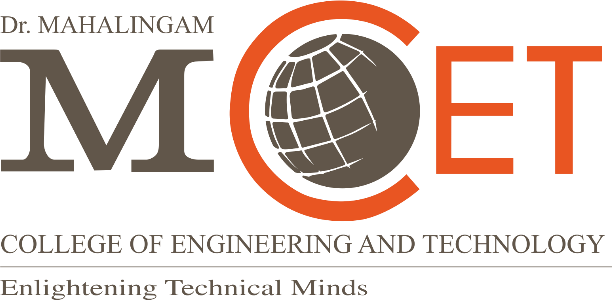 Dr. MAHALINGAM
MCET
COLLEGE OF ENGINEERING AND TECHNOLOGY
Enlightening Technical Minds